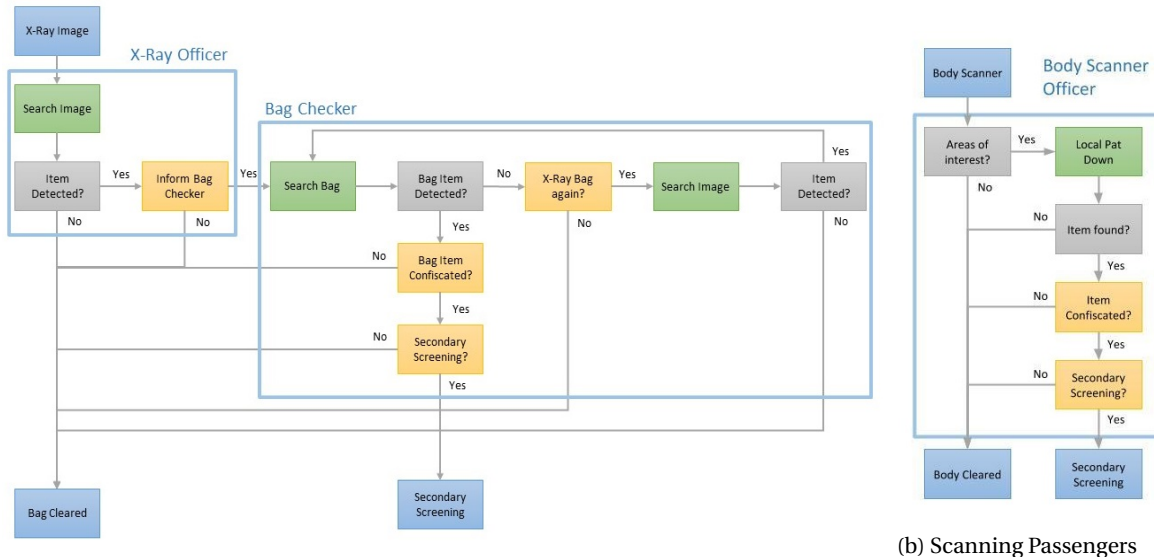 X-Ray Image
X-Ray Officer
Search Image
Item
Detected?
Yes
No
Inform Bag
Checker
Yes
No
Bag Checker
Search Bag
Bag Item
Detected?
No
Yes
X-Ray Bag
again?
Yes
No
Search Image
Item
Detected?
Yes
No
Bag Item
Confiscated?
No
Yes
Secondary
Screening?
No
Yes
Bag Cleared
Secondary
Screening
Body Scanner
Body Scanner
Officer
Areas of
interest?
Yes
No
Local Pat
Down
Item found?
No
Yes
Item
Confiscated?
No
Yes
Secondary
Screening?
No
Yes
Body Cleared
Secondary
Screening
(b) Scanning Passengers